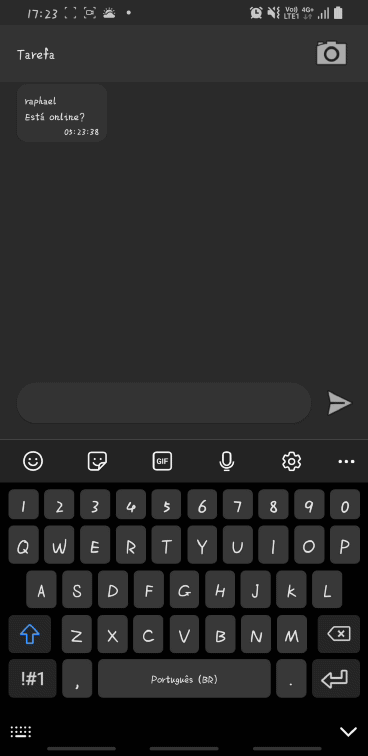 17:23
Vo)) 4G+
LTE1
Tarefa
raphael
Está online?
05:23:38
GIF
1 2 3 4 5 6 7 8 9 0
Q W E R T Y U I O P
A S D F G H J K L
Z X C V B N M
!#1 , Português (BR) .